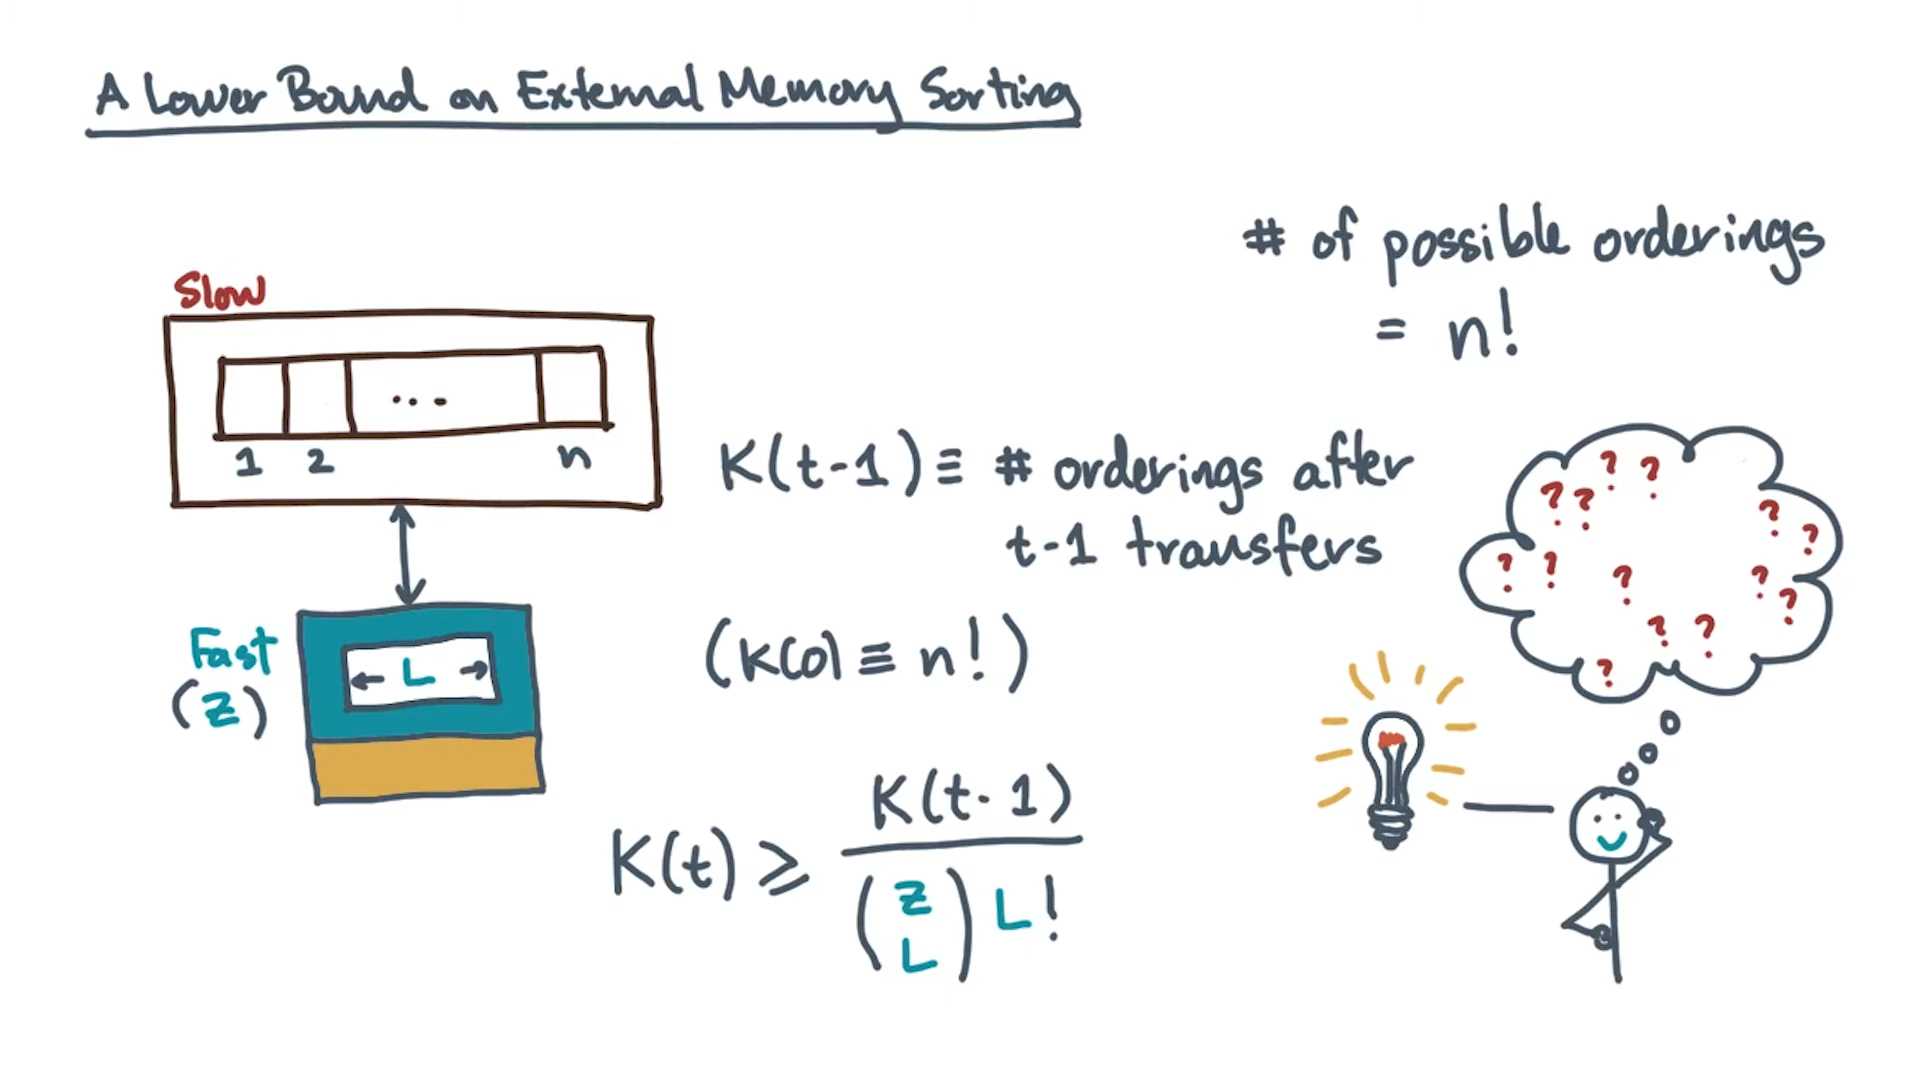 A Lower Bound on External Memory Sorting
# of possible orderings
= n!
Slow
...
1 2 n
K(t-1) ≡ # orderings after
t-1 transfers
Fast
(Z)
← L →
(K(0) ≡ n!)
K(t) ≥ K(t-1) / (Z L) L!
? ? ? ? ? ? ? ? ? ? ? ? ? ?